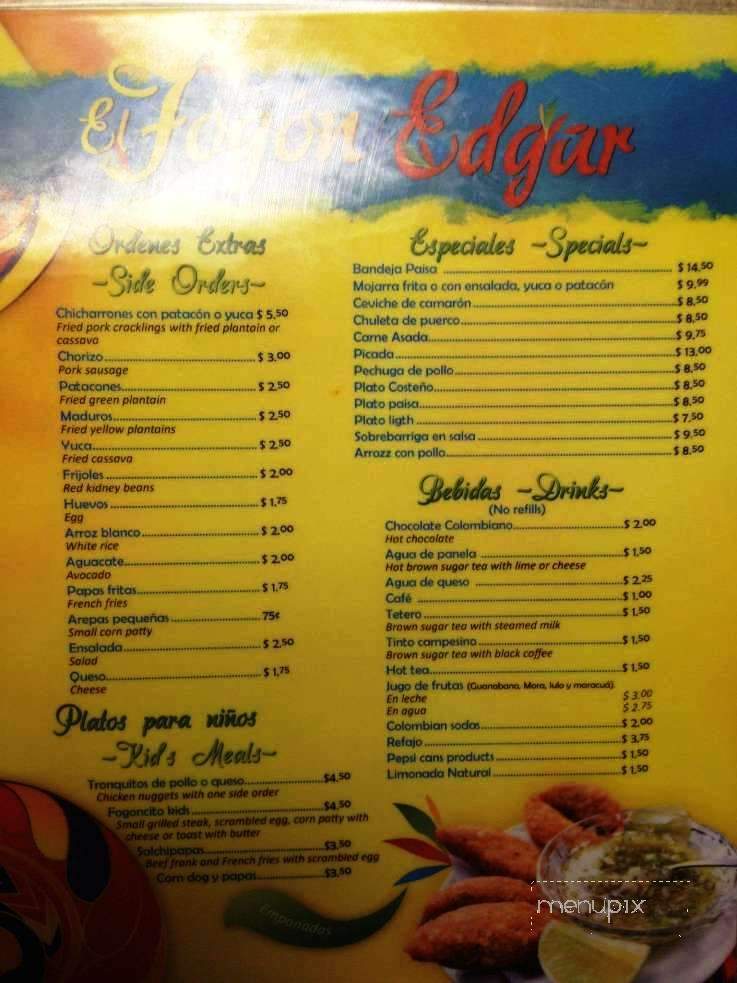 El Fogón Edgar
Ordenes Extras
~Side Orders~
Chicharrones con patacón o yuca $ 5,50
Fried pork cracklings with fried plantain or
cassava
Chorizo $ 3,00
Pork sausage
Patacones $ 2,50
Fried green plantain
Maduros $ 2,50
Fried yellow plantains
Yuca $ 2,50
Fried cassava
Frijoles $ 2,00
Red kidney beans
Huevos $ 1,75
Egg
Arroz blanco $ 2,00
White rice
Aguacate $ 2,00
Avocado
Papas fritas $ 1,75
French fries
Arepas pequeñas 75¢
Small corn patty
Ensalada $ 2,50
Salad
Queso $ 1,75
Cheese
Platos para niños
~Kid's Meals~
Tronquitos de pollo o queso $4,50
Chicken nuggets with one side order
Fogoncito kids $4,50
Small grilled steak, scrambled egg, corn patty with
cheese or toast with butter
Salchipapas $3,50
Beef frank and French fries with scrambled egg
Corn dog y papas $3,50
Especiales ~Specials~
Bandeja Paisa $ 14,50
Mojarra frita o con ensalada, yuca o patacón $ 9,99
Ceviche de camarón $ 8,50
Chuleta de puerco $ 8,50
Carne Asada $ 9,75
Picada $ 13,00
Pechuga de pollo $ 8,50
Plato Costeño $ 8,50
Plato paisa $ 8,50
Plato ligth $ 7,50
Sobrebarriga en salsa $ 9,50
Arrozz con pollo $ 8,50
Bebidas ~Drinks~
(No refills)
Chocolate Colombiano $ 2,00
Hot chocolate
Agua de panela $ 1,50
Hot brown sugar tea with lime or cheese
Agua de queso $ 2,25
Café $ 1,00
Tetero $ 1,50
Brown sugar tea with steamed milk
Tinto campesino $ 1,50
Brown sugar tea with black coffee
Hot tea $ 1,50
Jugo de frutas (Guanabana, Mora, lulo y maracuá).
En leche $ 3,00
En agua $ 2,75
Colombian sodas $ 2,00
Refajo $ 3,75
Pepsi cans products $ 1,50
Limonada Natural $ 1,50
Empanadas
menupix